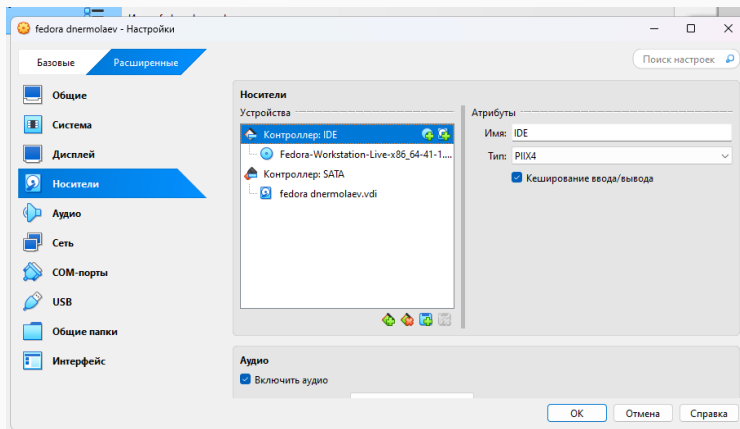 fedora dnermolaev - Настройки
Базовые
Расширенные
Поиск настроек
Общие
Система
Дисплей
Носители
Аудио
Сеть
COM-порты
USB
Общие папки
Интерфейс
Носители
Устройства
Контроллер: IDE
Fedora-Workstation-Live-x86_64-41-1....
Контроллер: SATA
fedora dnermolaev.vdi
Атрибуты
Имя: IDE
Тип: PIIX4
Кеширование ввода/вывода
Аудио
Включить аудио
OK
Отмена
Справка